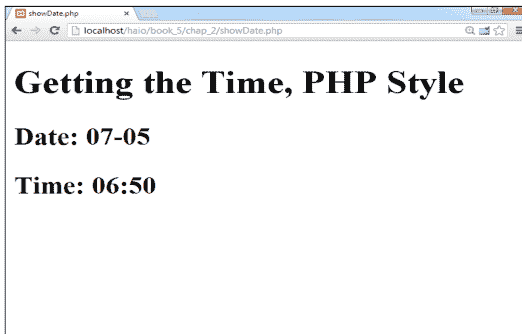 showDate.php
localhost/haio/book_5/chap_2/showDate.php
Getting the Time, PHP Style
Date: 07-05
Time: 06:50